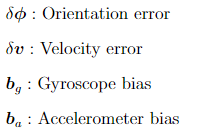 δϕ : Orientation error
δv : Velocity error
b_g : Gyroscope bias
b_a : Accelerometer bias